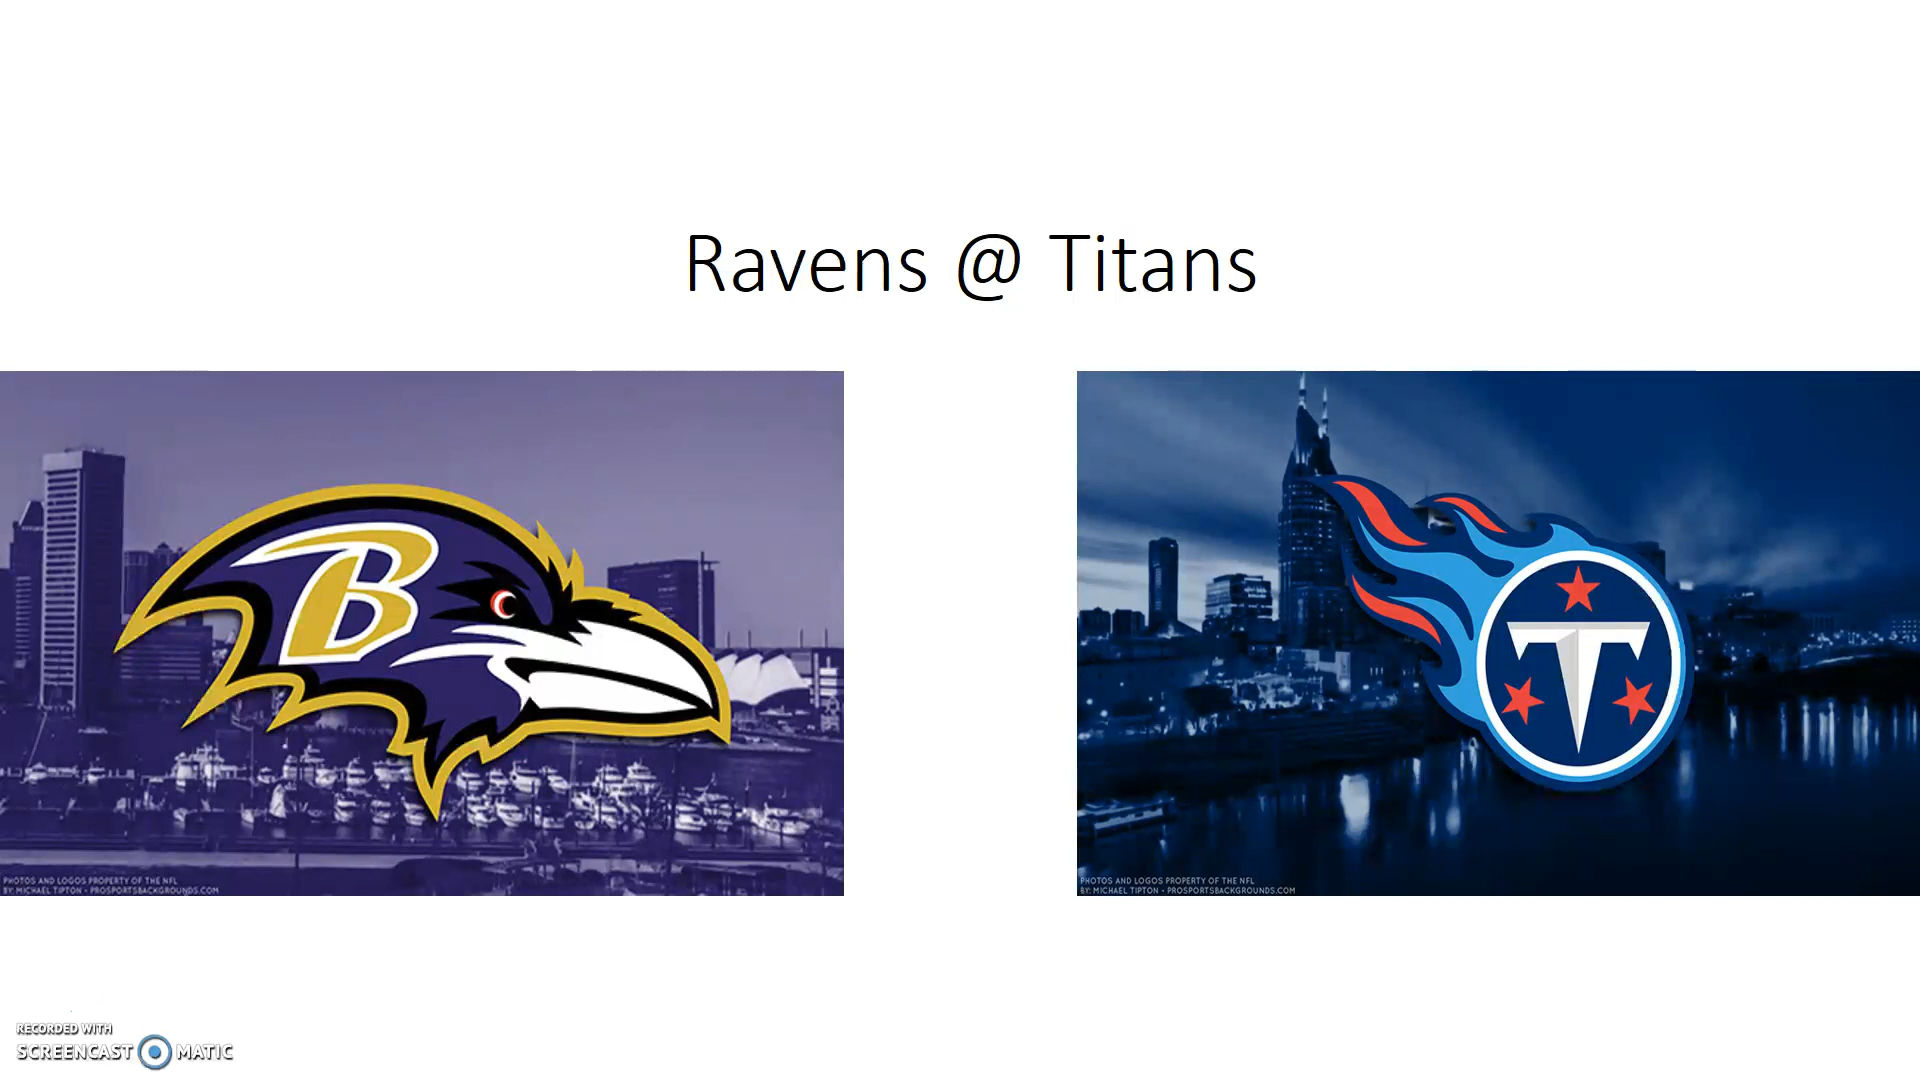 Ravens @ Titans
B
T
PHOTOS AND LOGOS PROPERTY OF THE NFL
BY: MICHAEL TIPTON - PROSPORTSBACKGROUNDS.COM
PHOTOS AND LOGOS PROPERTY OF THE NFL
BY: MICHAEL TIPTON - PROSPORTSBACKGROUNDS.COM
RECORDED WITH
SCREENCAST MATIC